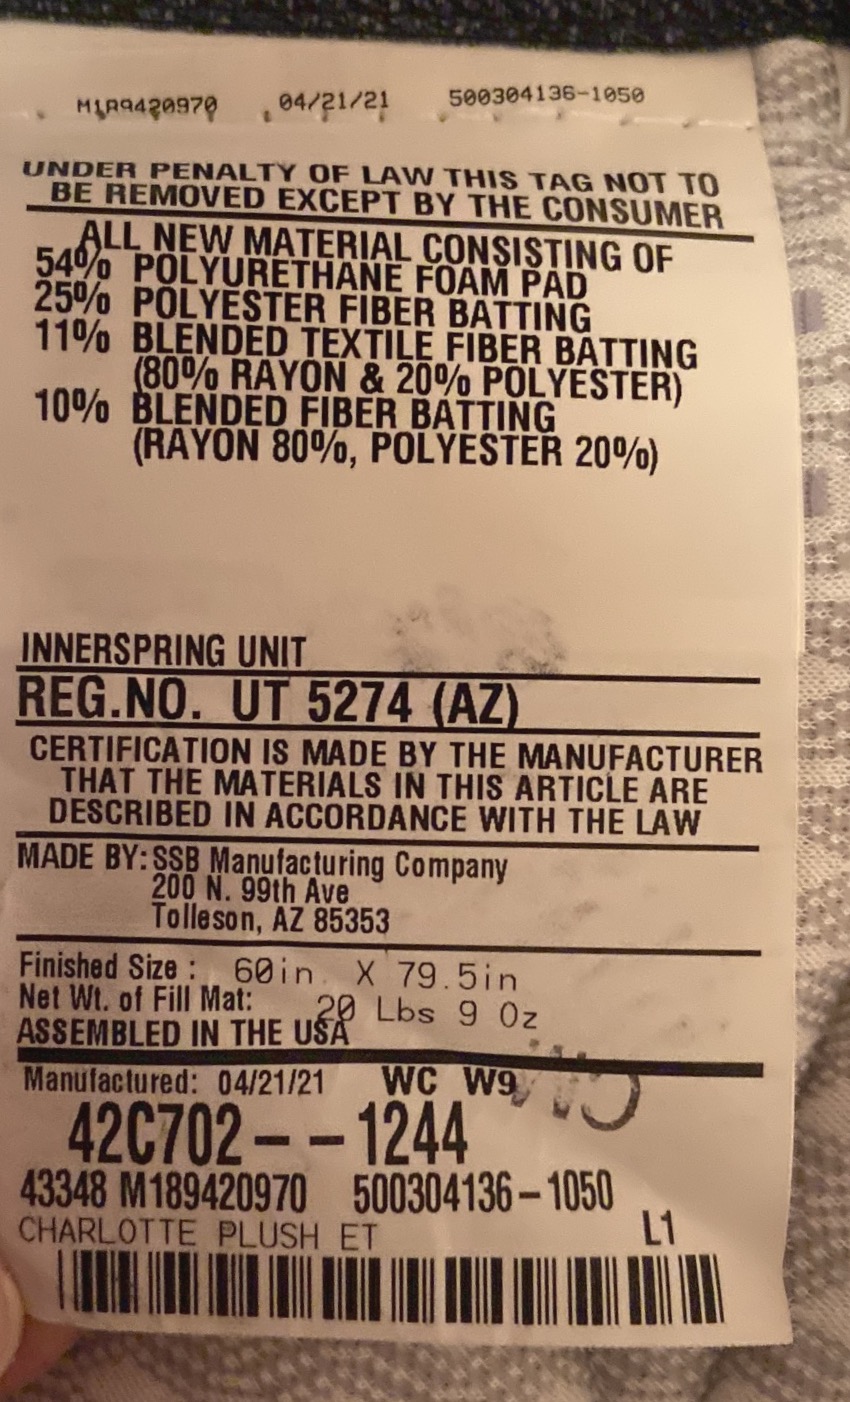 M189420970 04/21/21 500304136-1050
UNDER PENALTY OF LAW THIS TAG NOT TO
BE REMOVED EXCEPT BY THE CONSUMER
ALL NEW MATERIAL CONSISTING OF
54% POLYURETHANE FOAM PAD
25% POLYESTER FIBER BATTING
11% BLENDED TEXTILE FIBER BATTING
(80% RAYON & 20% POLYESTER)
10% BLENDED FIBER BATTING
(RAYON 80%, POLYESTER 20%)
INNERSPRING UNIT
REG.NO. UT 5274 (AZ)
CERTIFICATION IS MADE BY THE MANUFACTURER
THAT THE MATERIALS IN THIS ARTICLE ARE
DESCRIBED IN ACCORDANCE WITH THE LAW
MADE BY: SSB Manufacturing Company
200 N. 99th Ave
Tolleson, AZ 85353
Finished Size : 60in. X 79.5in
Net Wt. of Fill Mat: 20 Lbs 9 Oz
ASSEMBLED IN THE USA
Manufactured: 04/21/21 WC W9
42C702--1244
43348 M189420970 500304136-1050
CHARLOTTE PLUSH ET L1